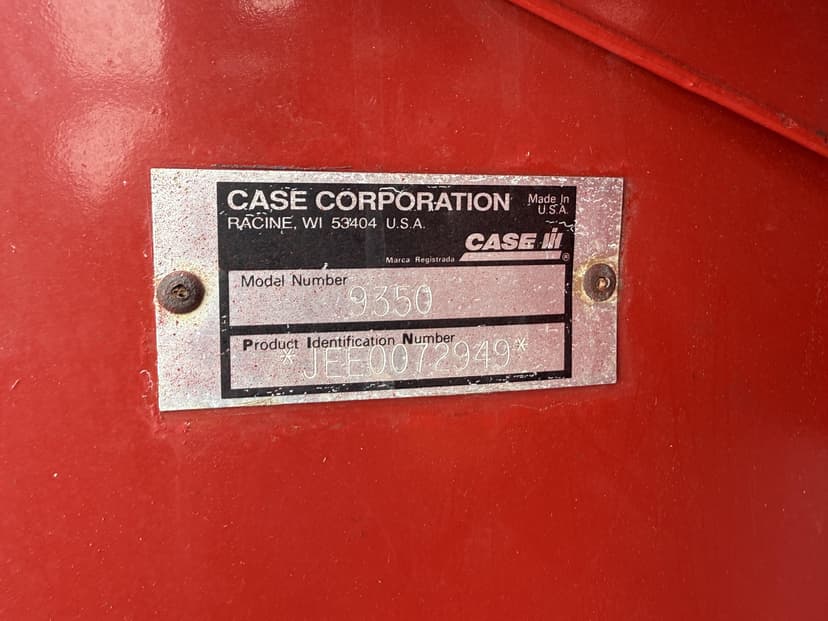 CASE CORPORATION
Made In
U.S.A.
RACINE, WI 53404 U.S.A.
CASE IH
Marca Registrada
®
Model Number
9350
Product Identification Number
*JEE0072949*